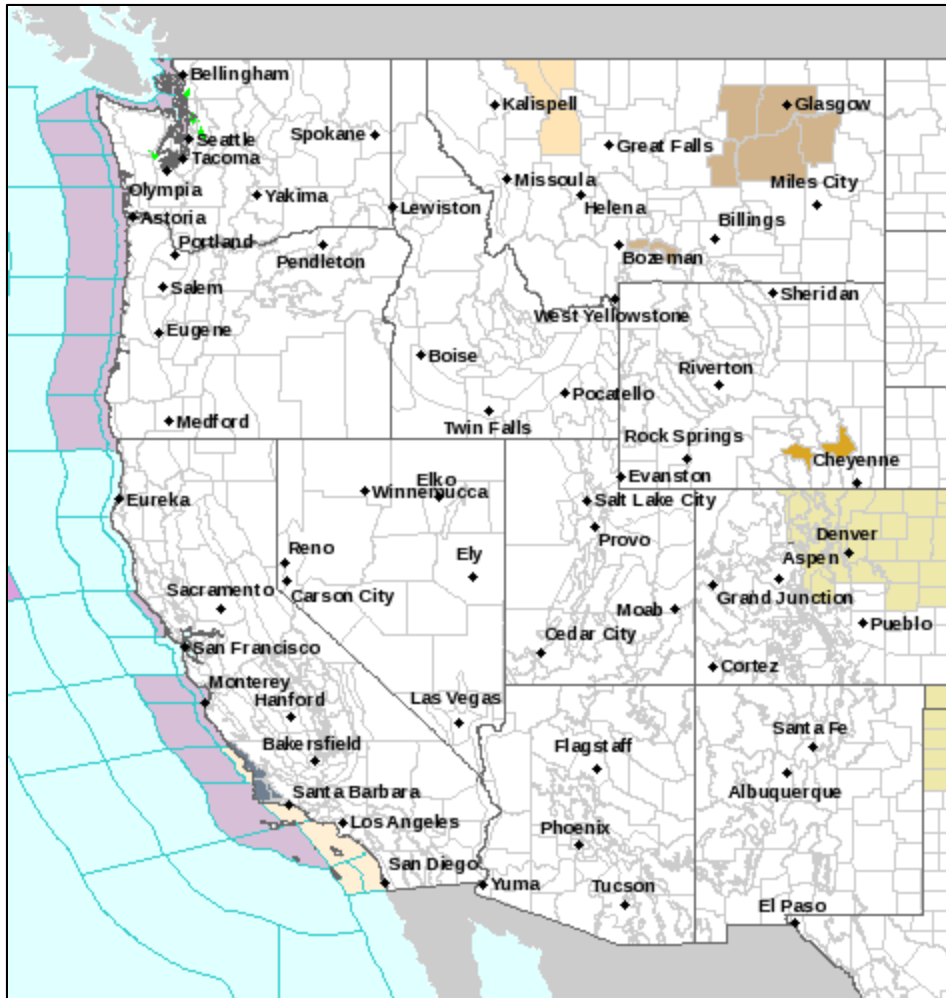 Bellingham
Kalispell
Glasgow
Spokane
Seattle
Great Falls
Tacoma
Missoula
Miles City
Olympia
Yakima
Helena
Lewiston
Astoria
Billings
Portland
Pendleton
Bozeman
Salem
Sheridan
West Yellowstone
Eugene
Boise
Riverton
Pocatello
Medford
Twin Falls
Rock Springs
Cheyenne
Elko
Evanston
Winnemucca
Eureka
Salt Lake City
Denver
Provo
Reno
Ely
Aspen
Sacramento
Carson City
Grand Junction
Moab
Pueblo
Cedar City
San Francisco
Cortez
Monterey
Hanford
Las Vegas
Santa Fe
Bakersfield
Flagstaff
Santa Barbara
Albuquerque
Los Angeles
Phoenix
San Diego
Yuma
Tucson
El Paso